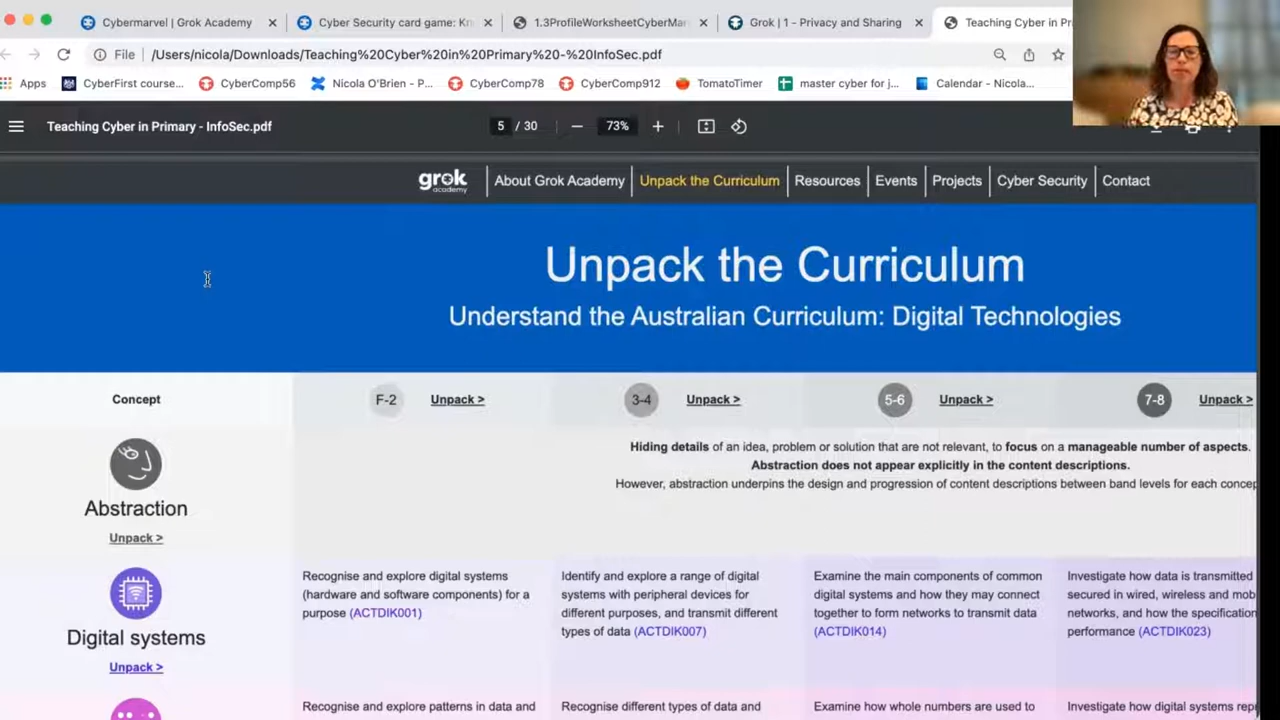 Cybermarvel | Grok Academy
Cyber Security card game: Kn
1.3ProfileWorksheetCyberMar
Grok | 1 - Privacy and Sharing
Teaching Cyber in Pr
File
/Users/nicola/Downloads/Teaching%20Cyber%20in%20Primary%20-%20InfoSec.pdf
Apps
CyberFirst course...
CyberComp56
Nicola O'Brien - P...
CyberComp78
CyberComp912
TomatoTimer
master cyber for j...
Calendar - Nicola...
Teaching Cyber in Primary - InfoSec.pdf
5 / 30
73%
grok academy
About Grok Academy
Unpack the Curriculum
Resources
Events
Projects
Cyber Security
Contact
Unpack the Curriculum
Understand the Australian Curriculum: Digital Technologies
Concept
F-2
Unpack >
3-4
Unpack >
5-6
Unpack >
7-8
Unpack >
Abstraction
Unpack >
Hiding details of an idea, problem or solution that are not relevant, to focus on a manageable number of aspects.
Abstraction does not appear explicitly in the content descriptions.
However, abstraction underpins the design and progression of content descriptions between band levels for each concep
Digital systems
Unpack >
Recognise and explore digital systems
(hardware and software components) for a
purpose (ACTDIK001)
Identify and explore a range of digital
systems with peripheral devices for
different purposes, and transmit different
types of data (ACTDIK007)
Examine the main components of common
digital systems and how they may connect
together to form networks to transmit data
(ACTDIK014)
Investigate how data is transmitted
secured in wired, wireless and mob
networks, and how the specification
performance (ACTDIK023)
Recognise and explore patterns in data and
Recognise different types of data and
Examine how whole numbers are used to
Investigate how digital systems repr